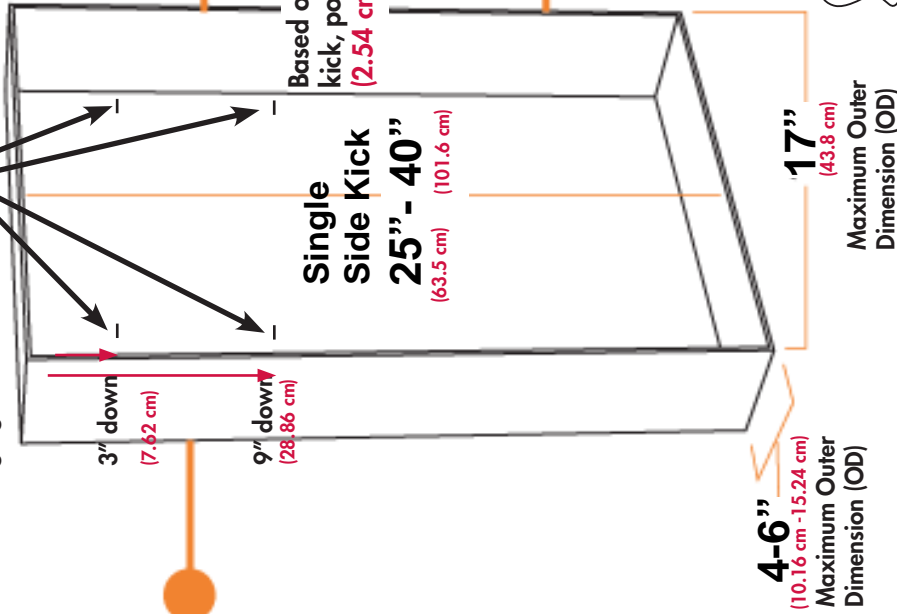 Based o
kick, po
(2.54 cm
Single
Side Kick
25”- 40”
(63.5 cm) (101.6 cm)
3” down
(7.62 cm)
9” down
(28.86 cm)
17”
(43.8 cm)
Maximum Outer
Dimension (OD)
4-6”
(10.16 cm -15.24 cm)
Maximum Outer
Dimension (OD)